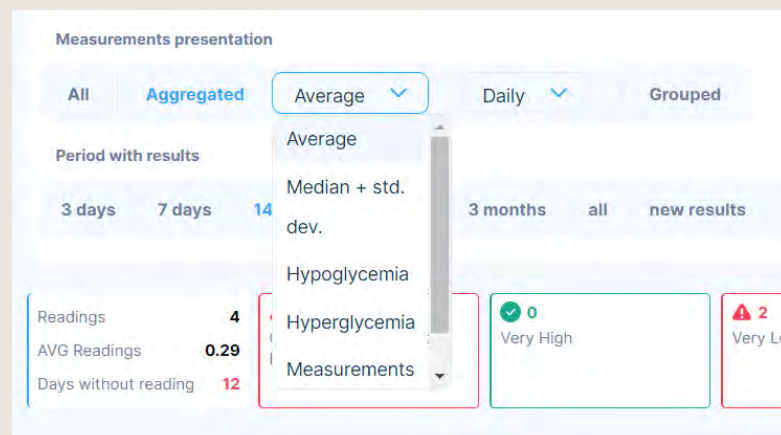 Measurements presentation
All Aggregated Average Daily Grouped
Average
Period with results
Median + std.
dev.
3 days 7 days 14 3 months all new results
Hypoglycemia
Hyperglycemia
Measurements
Readings 4
AVG Readings 0.29
Days without reading 12
0
Very High
2
Very